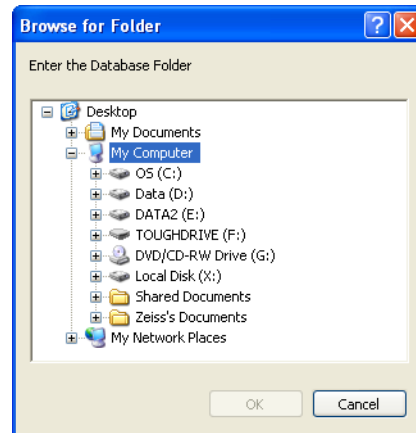 Browse for Folder
Enter the Database Folder
Desktop
My Documents
My Computer
OS (C:)
Data (D:)
DATA2 (E:)
TOUGHDRIVE (F:)
DVD/CD-RW Drive (G:)
Local Disk (X:)
Shared Documents
Zeiss's Documents
My Network Places
OK Cancel